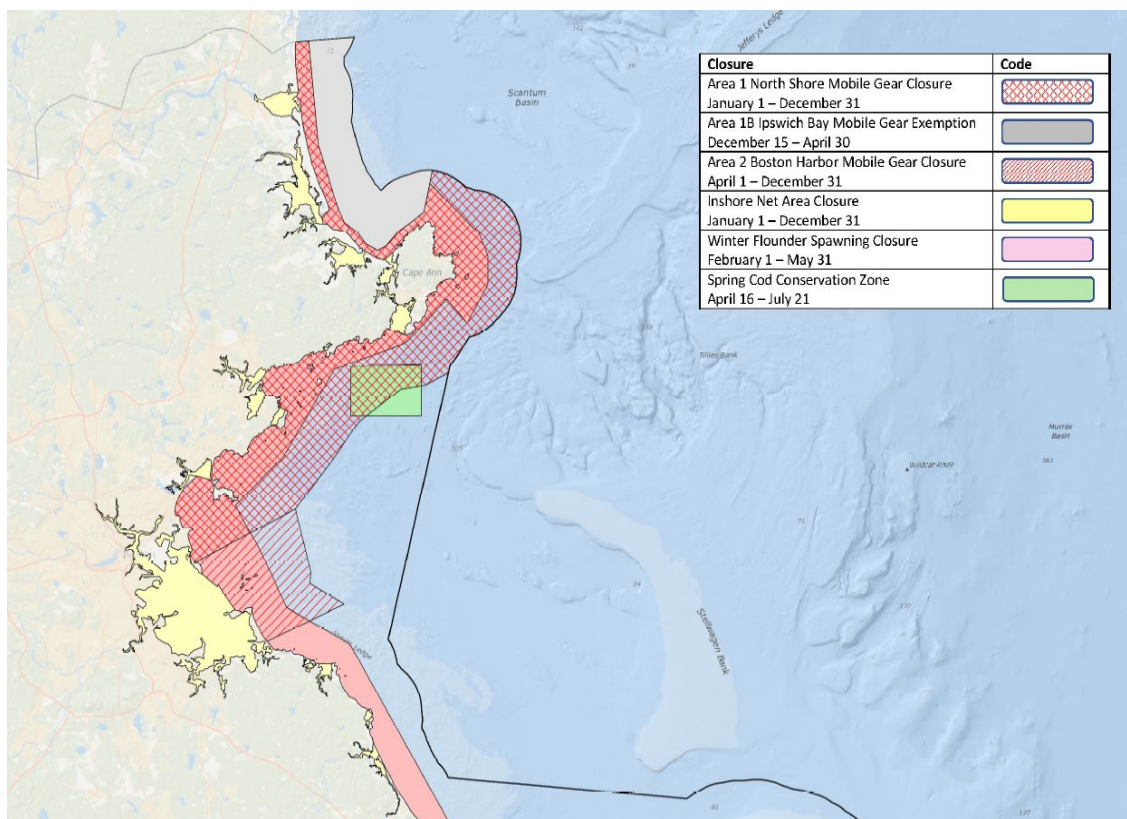 162
Jefferys Ledge
71
Scantum
Basin
Closure Code
Area 1 North Shore Mobile Gear Closure
January 1 – December 31
Area 1B Ipswich Bay Mobile Gear Exemption
December 15 – April 30
Area 2 Boston Harbor Mobile Gear Closure
April 1 – December 31
Inshore Net Area Closure
January 1 – December 31
Winter Flounder Spawning Closure
February 1 – May 31
Spring Cod Conservation Zone
April 16 – July 21
Cape Ann
Tillies Bank
Murray
Basin
Wildcat Knoll
71
Stellwagen Bank